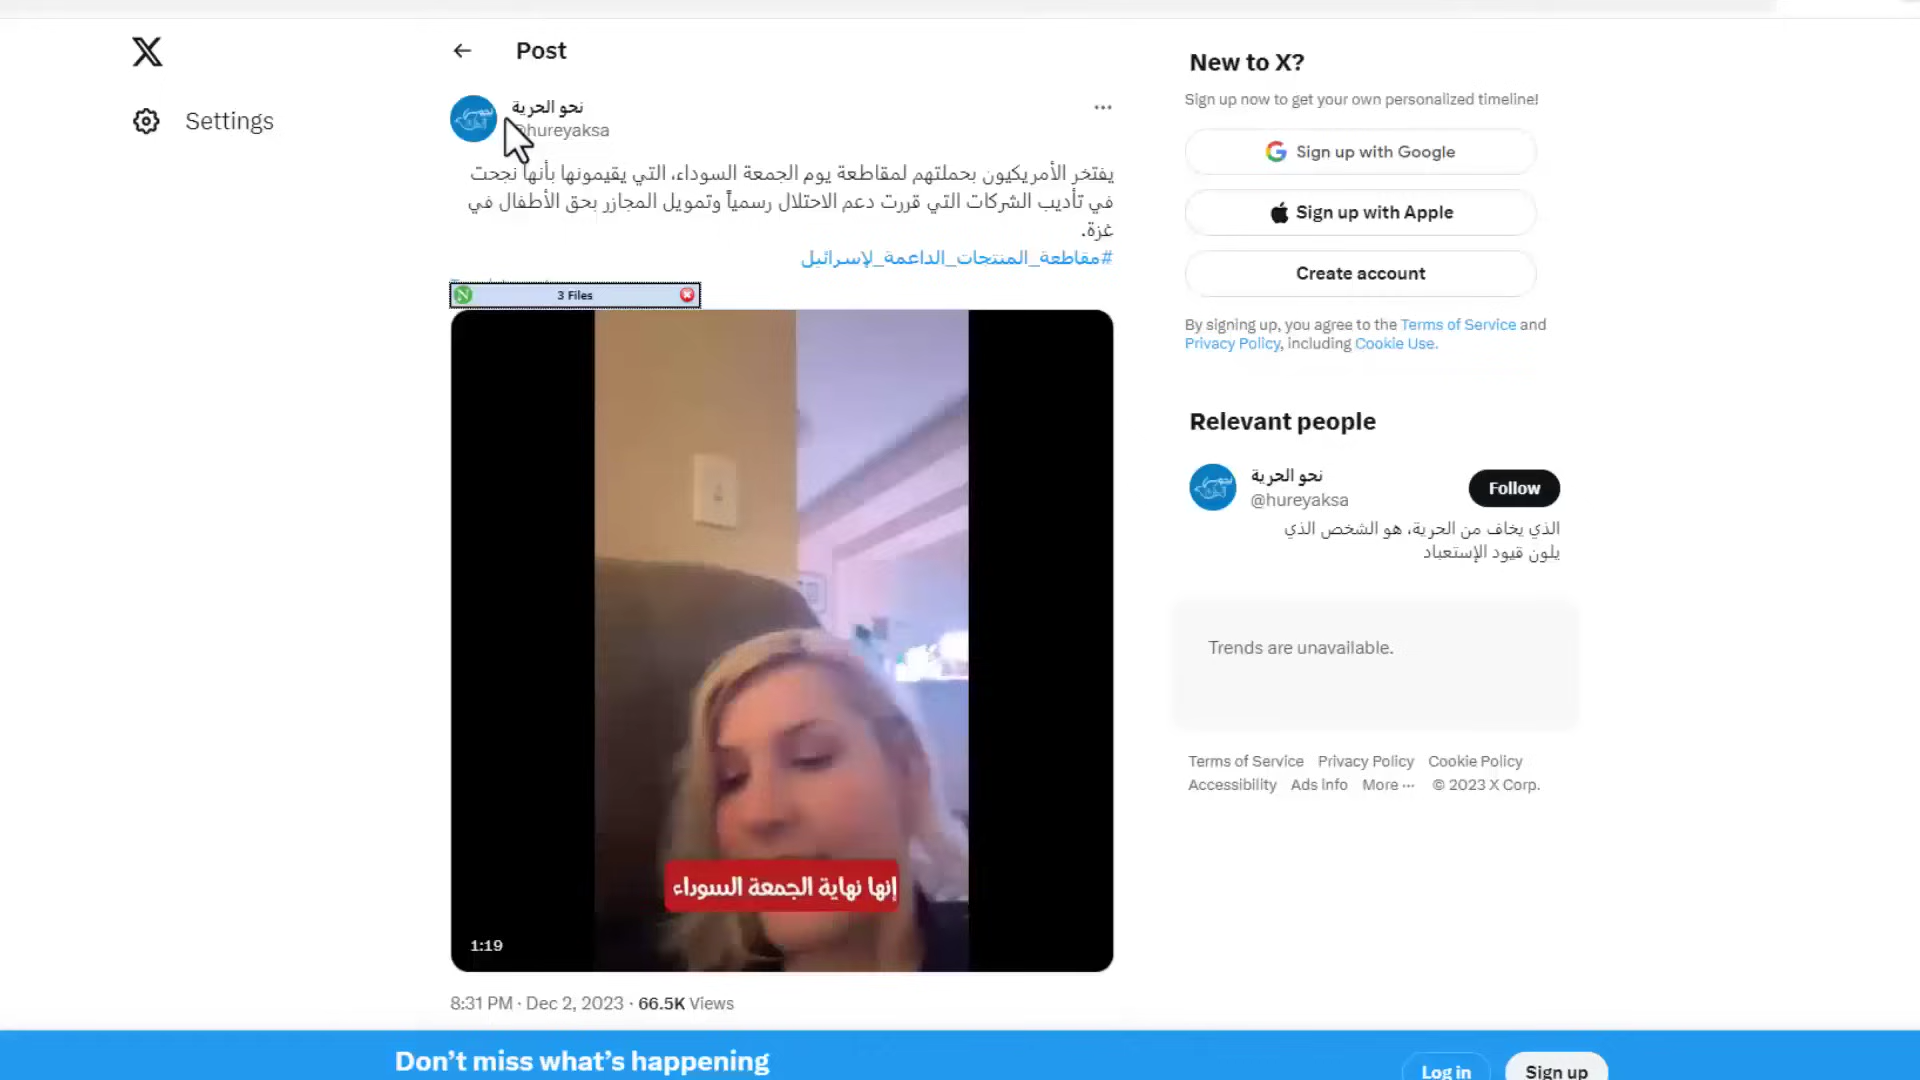 Post
نحو الحرية
@hureyaksa
Settings
يفتخر الأمريكيون بحملتهم لمقاطعة يوم الجمعة السوداء، التي يقيمونها بأنها نجحت
في تأديب الشركات التي قررت دعم الاحتلال رسمياً وتمويل المجازر بحق الأطفال في
غزة.
#مقاطعة_المنتجات_الداعمة_لإسرائيل
3 Files
إنها نهاية الجمعة السوداء
1:19
8:31 PM · Dec 2, 2023 · 66.5K Views
New to X?
Sign up now to get your own personalized timeline!
Sign up with Google
Sign up with Apple
Create account
By signing up, you agree to the Terms of Service and
Privacy Policy, including Cookie Use.
Relevant people
نحو الحرية
@hureyaksa
Follow
الذي يخاف من الحرية، هو الشخص الذي
يلون قيود الإستعباد
Trends are unavailable.
Terms of Service Privacy Policy Cookie Policy
Accessibility Ads info More ··· © 2023 X Corp.
Don’t miss what’s happening
Log in
Sign up